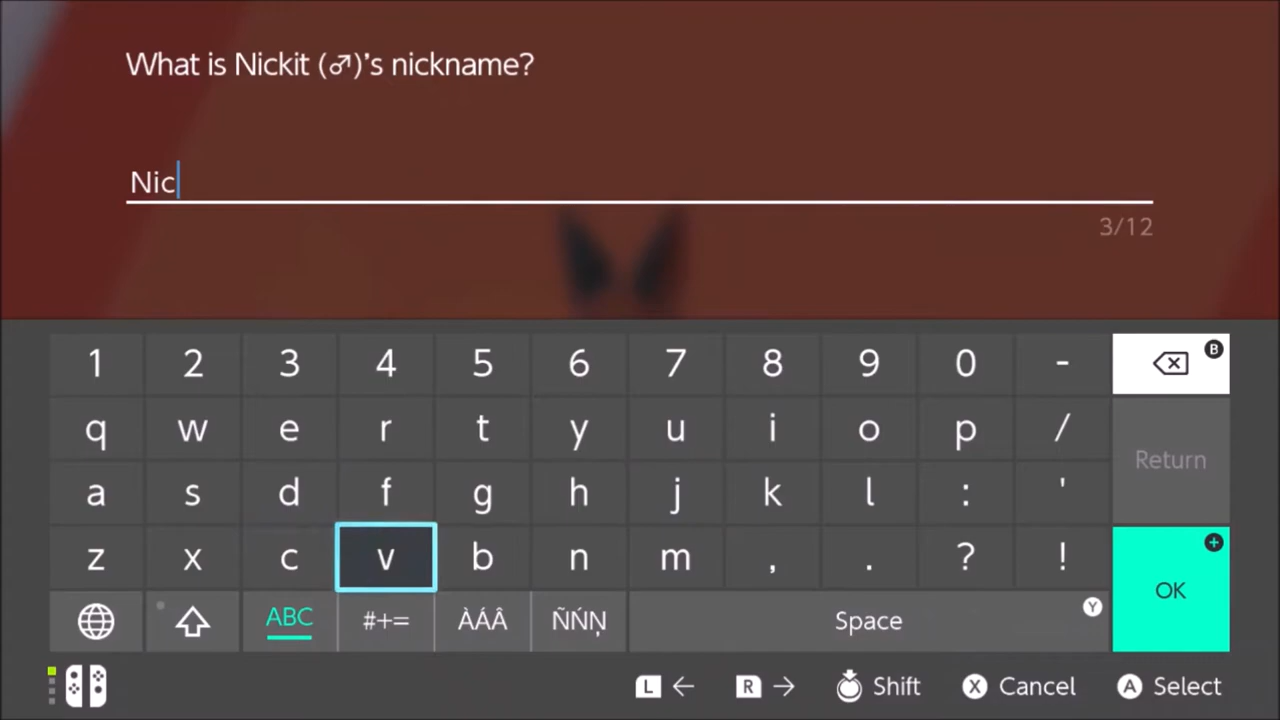 What is Nickit (♂)'s nickname?
Nic
3/12
1 2 3 4 5 6 7 8 9 0 - B
q w e r t y u i o p /
Return
a s d f g h j k l : '
z x c v b n m , . ? ! +
OK
ABC #+= ÀÁÂ ÑŃŅ Space Y
L ← R → Shift X Cancel A Select